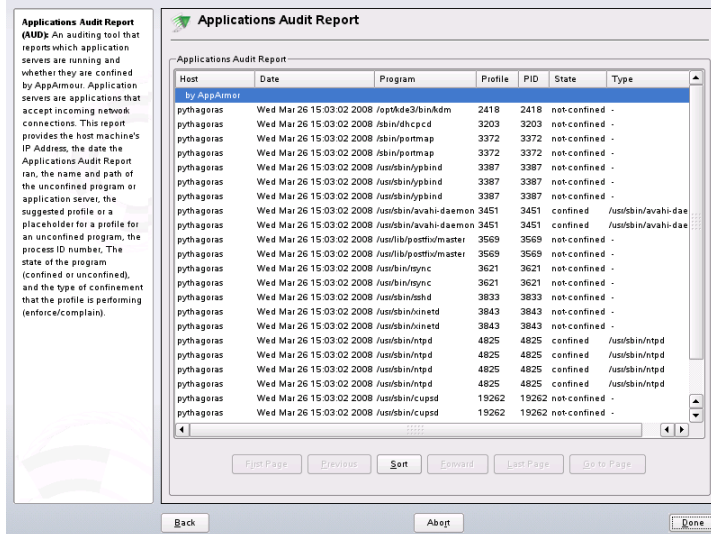 Applications Audit Report
(AUD): An auditing tool that
reports which application
servers are running and
whether they are confined
by AppArmour. Application
servers are applications that
accept incoming network
connections. This report
provides the host machine's
IP Address, the date the
Applications Audit Report
ran, the name and path of
the unconfined program or
application server, the
suggested profile or a
placeholder for a profile for
an unconfined program, the
process ID number, The
state of the program
(confined or unconfined),
and the type of confinement
that the profile is performing
(enforce/complain).
Applications Audit Report
Applications Audit Report
Host Date Program Profile PID State Type
by AppArmor
pythagoras Wed Mar 26 15:03:02 2008 /opt/kde3/bin/kdm 2418 2418 not-confined -
pythagoras Wed Mar 26 15:03:02 2008 /sbin/dhcpcd 3203 3203 not-confined -
pythagoras Wed Mar 26 15:03:02 2008 /sbin/portmap 3372 3372 not-confined -
pythagoras Wed Mar 26 15:03:02 2008 /sbin/portmap 3372 3372 not-confined -
pythagoras Wed Mar 26 15:03:02 2008 /usr/sbin/ypbind 3387 3387 not-confined -
pythagoras Wed Mar 26 15:03:02 2008 /usr/sbin/ypbind 3387 3387 not-confined -
pythagoras Wed Mar 26 15:03:02 2008 /usr/sbin/ypbind 3387 3387 not-confined -
pythagoras Wed Mar 26 15:03:02 2008 /usr/sbin/avahi-daemon 3451 3451 confined /usr/sbin/avahi-dae
pythagoras Wed Mar 26 15:03:02 2008 /usr/sbin/avahi-daemon 3451 3451 confined /usr/sbin/avahi-dae
pythagoras Wed Mar 26 15:03:02 2008 /usr/lib/postfix/master 3569 3569 not-confined -
pythagoras Wed Mar 26 15:03:02 2008 /usr/lib/postfix/master 3569 3569 not-confined -
pythagoras Wed Mar 26 15:03:02 2008 /usr/bin/rsync 3621 3621 not-confined -
pythagoras Wed Mar 26 15:03:02 2008 /usr/bin/rsync 3621 3621 not-confined -
pythagoras Wed Mar 26 15:03:02 2008 /usr/sbin/sshd 3833 3833 not-confined -
pythagoras Wed Mar 26 15:03:02 2008 /usr/sbin/xinetd 3843 3843 not-confined -
pythagoras Wed Mar 26 15:03:02 2008 /usr/sbin/xinetd 3843 3843 not-confined -
pythagoras Wed Mar 26 15:03:02 2008 /usr/sbin/ntpd 4825 4825 confined /usr/sbin/ntpd
pythagoras Wed Mar 26 15:03:02 2008 /usr/sbin/ntpd 4825 4825 confined /usr/sbin/ntpd
pythagoras Wed Mar 26 15:03:02 2008 /usr/sbin/ntpd 4825 4825 confined /usr/sbin/ntpd
pythagoras Wed Mar 26 15:03:02 2008 /usr/sbin/ntpd 4825 4825 confined /usr/sbin/ntpd
pythagoras Wed Mar 26 15:03:02 2008 /usr/sbin/cupsd 19262 19262 not-confined -
pythagoras Wed Mar 26 15:03:02 2008 /usr/sbin/cupsd 19262 19262 not-confined -
First Page Previous Sort Forward Last Page Go to Page
Back Abort Done